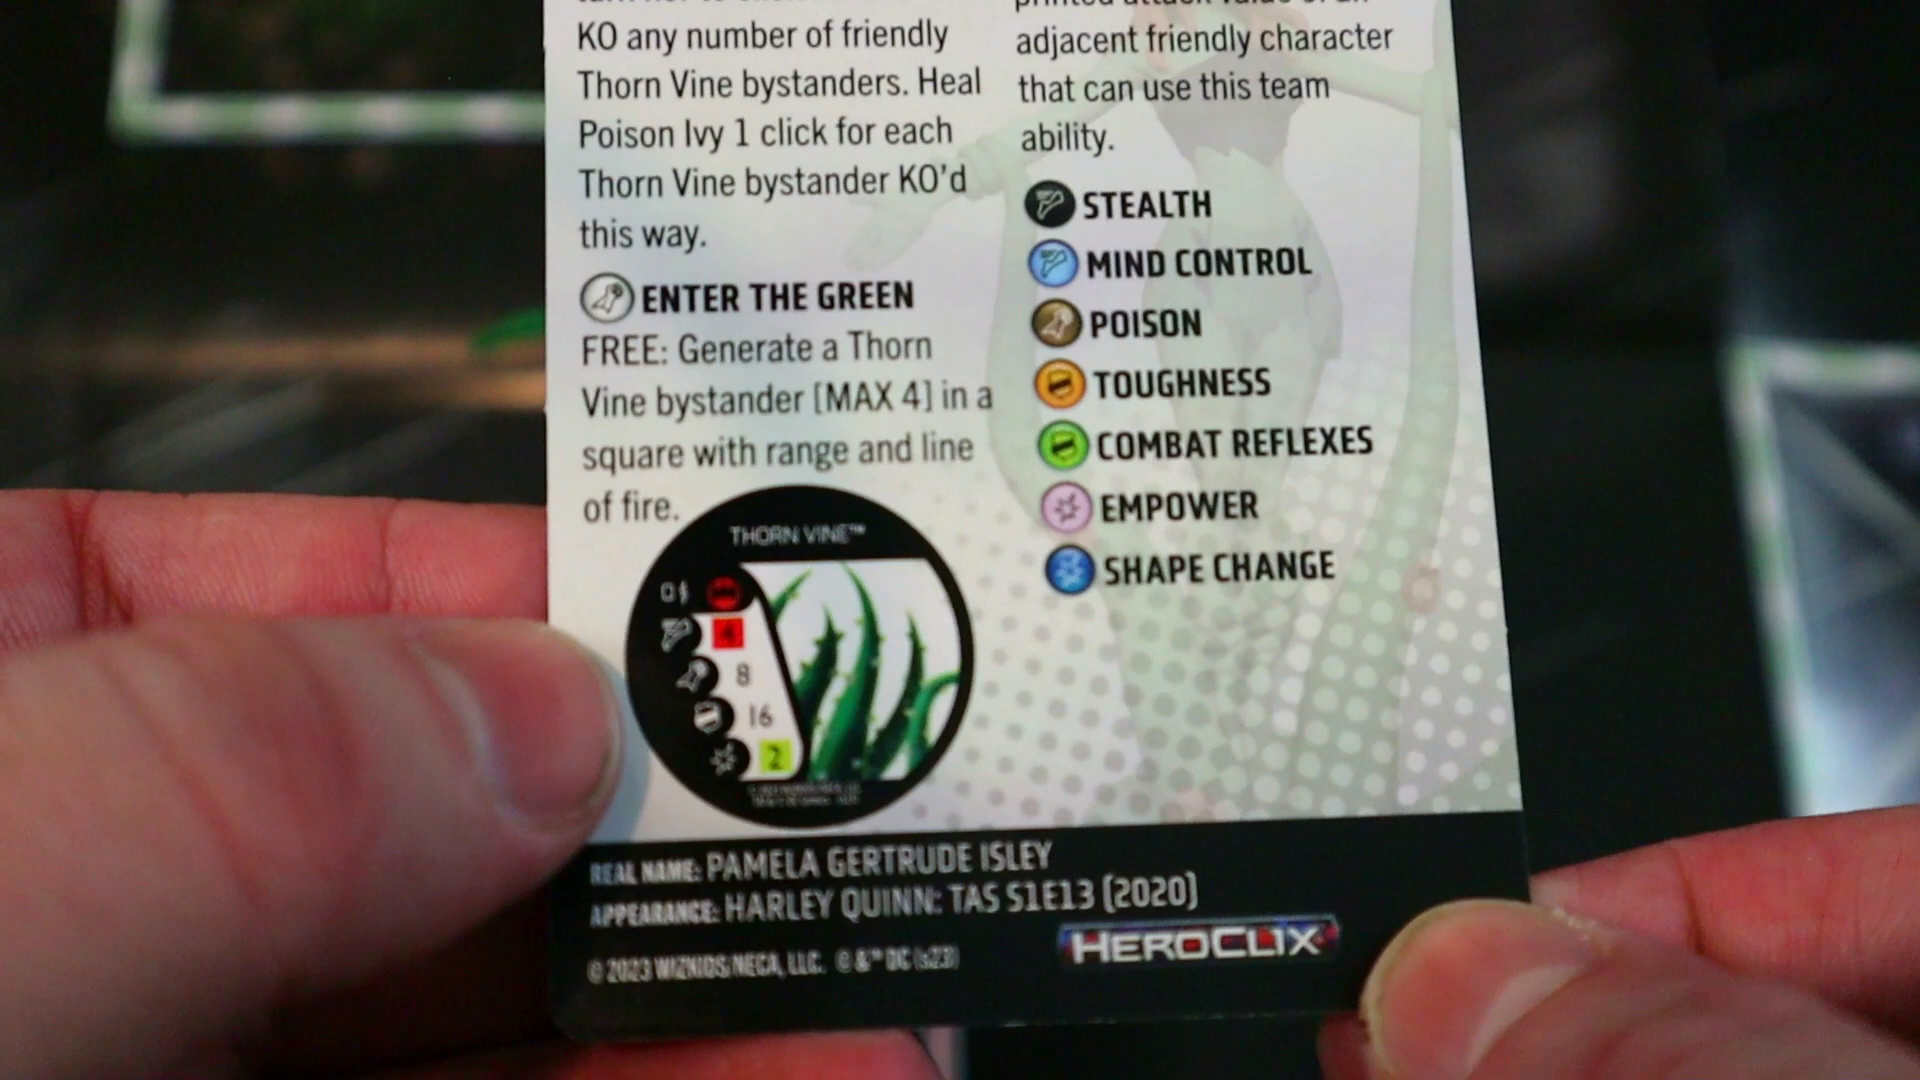 KO any number of friendly
Thorn Vine bystanders. Heal
Poison Ivy 1 click for each
Thorn Vine bystander KO'd
this way.
ENTER THE GREEN
FREE: Generate a Thorn
Vine bystander [MAX 4] in a
square with range and line
of fire.
THORN VINE™
4
8
16
2
adjacent friendly character
that can use this team
ability.
STEALTH
MIND CONTROL
POISON
TOUGHNESS
COMBAT REFLEXES
EMPOWER
SHAPE CHANGE
REAL NAME: PAMELA GERTRUDE ISLEY
APPEARANCE: HARLEY QUINN: TAS S1E13 (2020)
© 2023 WIZKIDS/NECA, LLC. © & ™ DC (s23)
HEROCLIX